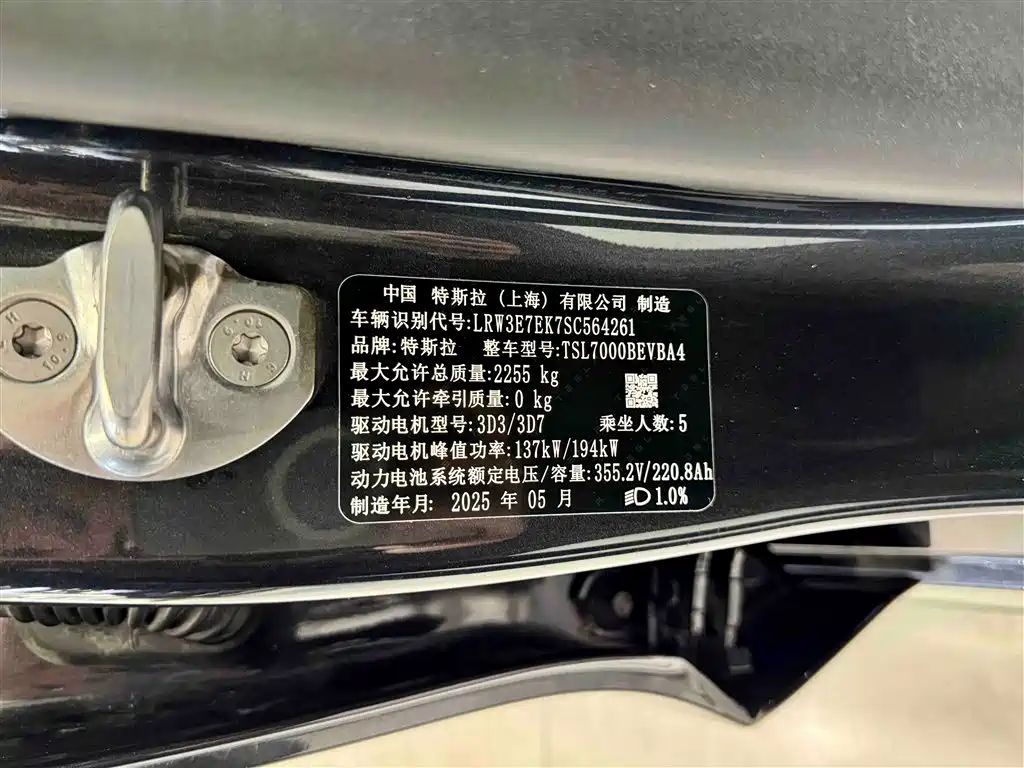 中国 特斯拉 (上海) 有限公司 制造
车辆识别代号:LRW3E7EK7SC564261
品牌:特斯拉 整车型号:TSL7000BEVBA4
最大允许总质量:2255 kg
最大允许牵引质量:0 kg
驱动电机型号:3D3/3D7 乘坐人数:5
驱动电机峰值功率:137kW/194kW
动力电池系统额定电压/容量:355.2V/220.8Ah
制造年月: 2025 年 05 月 1.0%
10.9